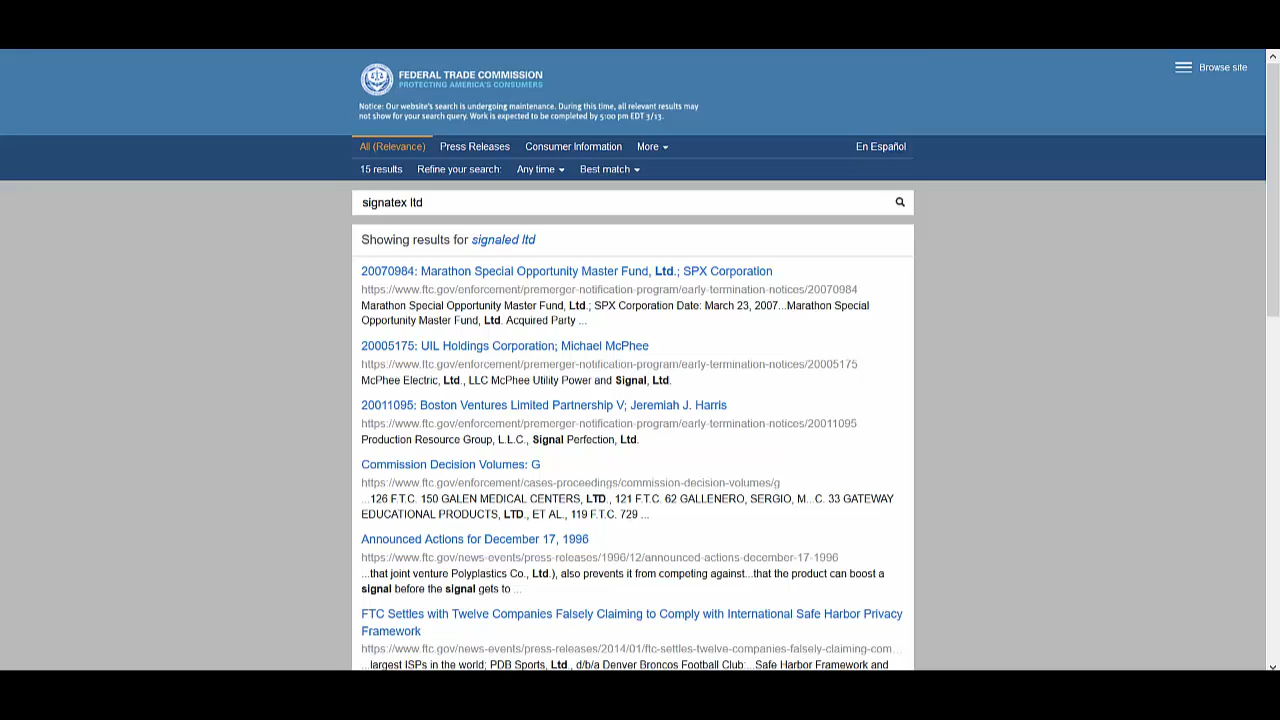 FEDERAL TRADE COMMISSION
PROTECTING AMERICA'S CONSUMERS
Browse site
Notice: Our website's search is undergoing maintenance. During this time, all relevant results may
not show for your search query. Work is expected to be completed by 5:00 pm EDT 3/13.
All (Relevance) Press Releases Consumer Information More En Español
15 results Refine your search: Any time Best match
signatex ltd
Showing results for signaled ltd
20070984: Marathon Special Opportunity Master Fund, Ltd.; SPX Corporation
https://www.ftc.gov/enforcement/premerger-notification-program/early-termination-notices/20070984
Marathon Special Opportunity Master Fund, Ltd.; SPX Corporation Date: March 23, 2007...Marathon Special
Opportunity Master Fund, Ltd. Acquired Party ...
20005175: UIL Holdings Corporation; Michael McPhee
https://www.ftc.gov/enforcement/premerger-notification-program/early-termination-notices/20005175
McPhee Electric, Ltd., LLC McPhee Utility Power and Signal, Ltd.
20011095: Boston Ventures Limited Partnership V; Jeremiah J. Harris
https://www.ftc.gov/enforcement/premerger-notification-program/early-termination-notices/20011095
Production Resource Group, L.L.C., Signal Perfection, Ltd.
Commission Decision Volumes: G
https://www.ftc.gov/enforcement/cases-proceedings/commission-decision-volumes/g
...126 F.T.C. 150 GALEN MEDICAL CENTERS, LTD., 121 F.T.C. 62 GALLENERO, SERGIO, M...C. 33 GATEWAY
EDUCATIONAL PRODUCTS, LTD., ET AL., 119 F.T.C. 729 ...
Announced Actions for December 17, 1996
https://www.ftc.gov/news-events/press-releases/1996/12/announced-actions-december-17-1996
...that joint venture Polyplastics Co., Ltd.), also prevents it from competing against...that the product can boost a
signal before the signal gets to ...
FTC Settles with Twelve Companies Falsely Claiming to Comply with International Safe Harbor Privacy
Framework
https://www.ftc.gov/news-events/press-releases/2014/01/ftc-settles-twelve-companies-falsely-claiming-com...
...largest ISPs in the world; PDB Sports, Ltd., d/b/a Denver Broncos Football Club:...Safe Harbor Framework and